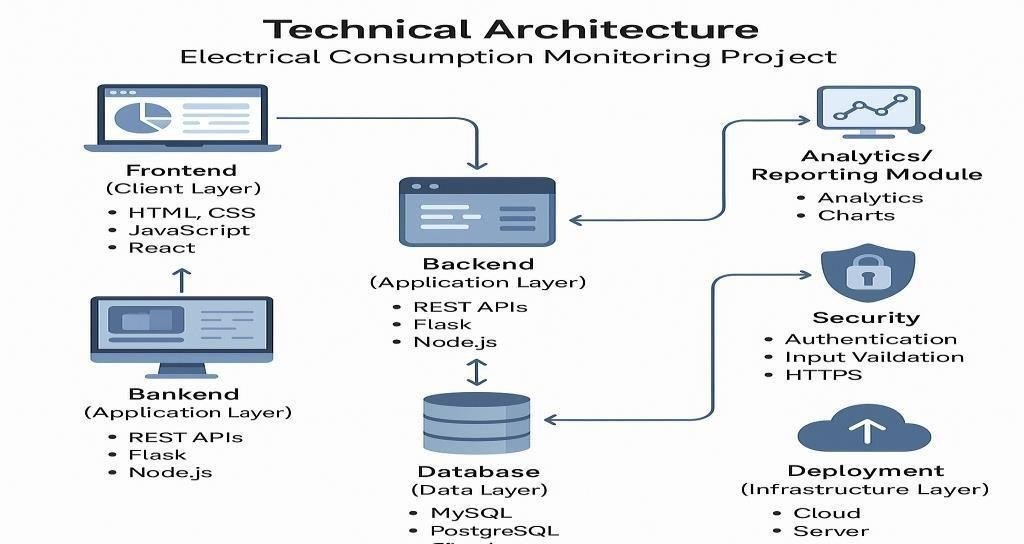 Technical Architecture
Electrical Consumption Monitoring Project
Frontend
(Client Layer)
• HTML, CSS
• JavaScript
• React
Bankend
(Application Layer)
• REST APIs
• Flask
• Node.js
Backend
(Application Layer)
• REST APIs
• Flask
• Node.js
Database
(Data Layer)
• MySQL
• PostgreSQL
Analytics/
Reporting Module
• Analytics
• Charts
Security
• Authentication
• Input Vaildation
• HTTPS
Deployment
(Infrastructure Layer)
• Cloud
• Server